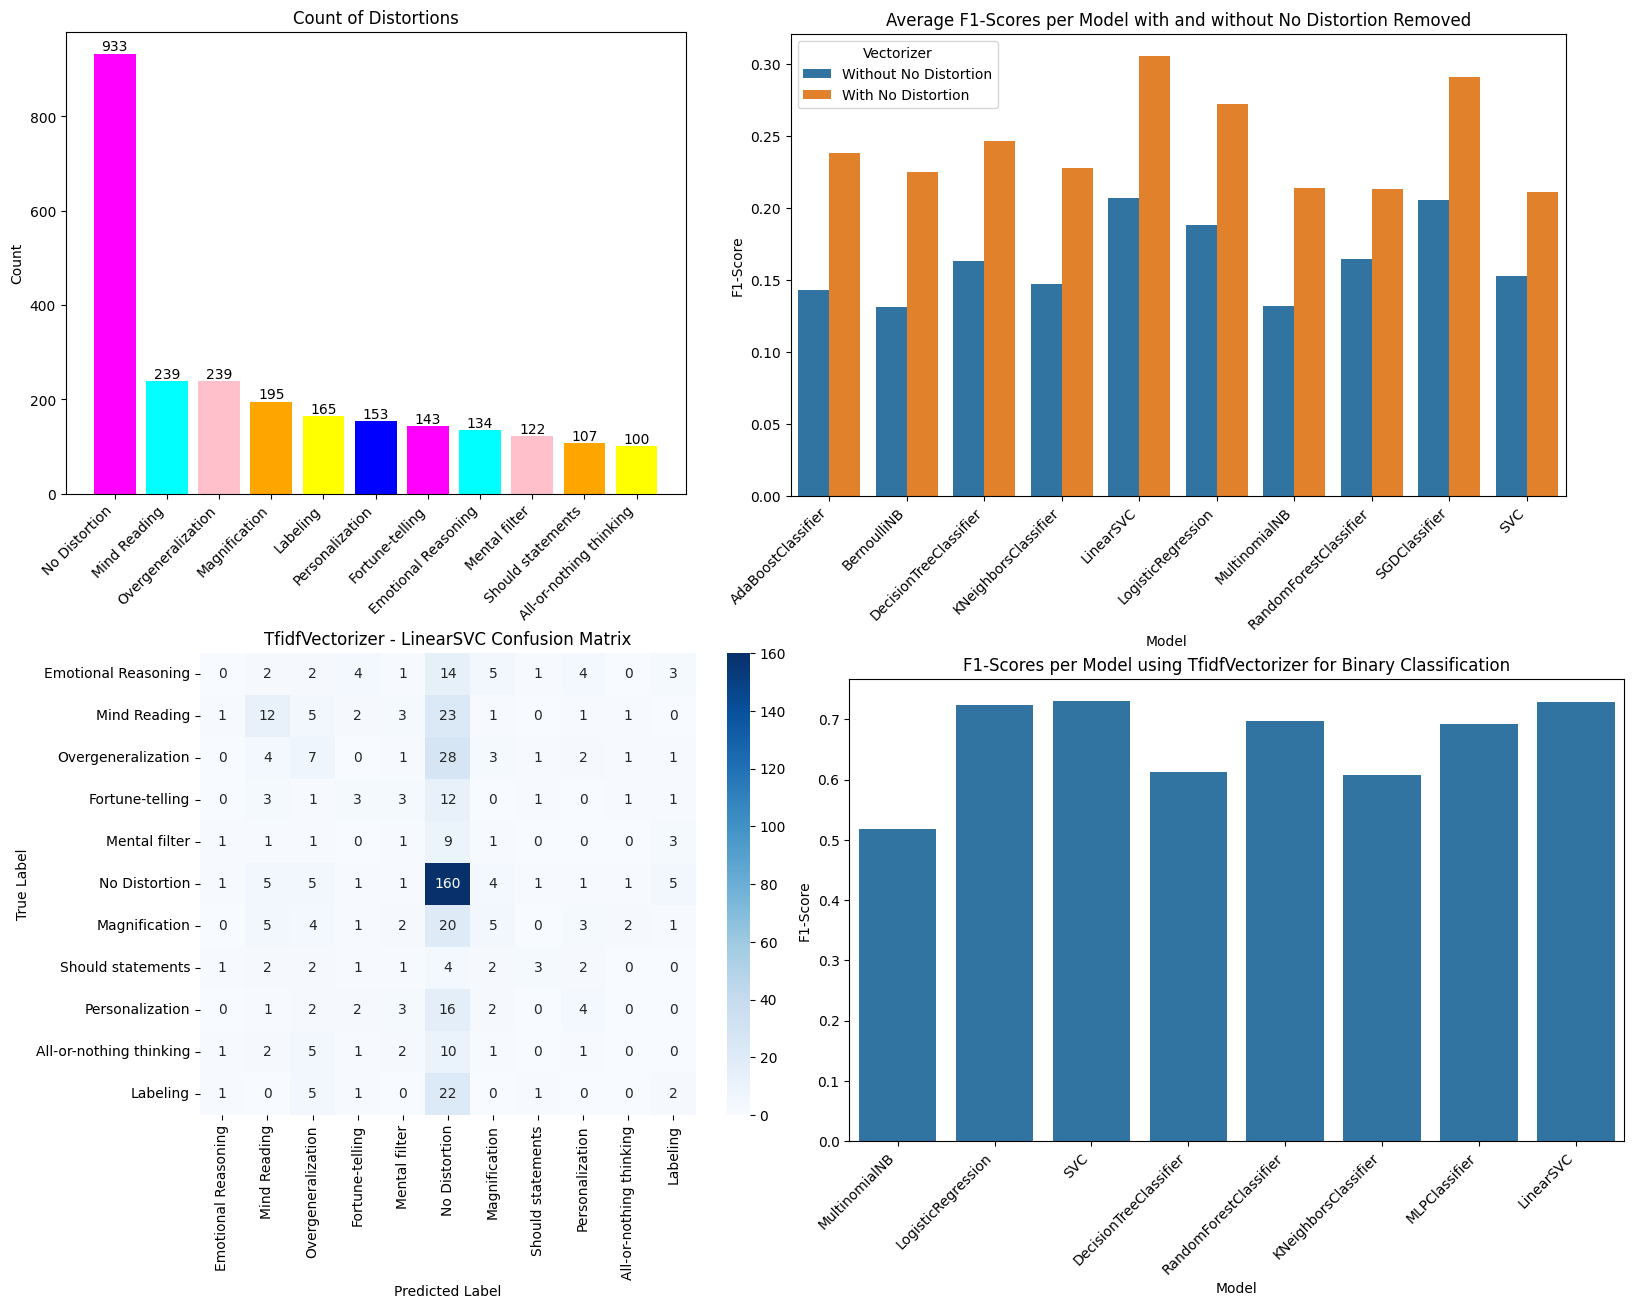 Count of Distortions
933
239
239
195
165
153
143
134
122
107
100
800
600
400
200
0
Count
No Distortion
Mind Reading
Overgeneralization
Magnification
Labeling
Personalization
Fortune-telling
Emotional Reasoning
Mental filter
Should statements
All-or-nothing thinking
Average F1-Scores per Model with and without No Distortion Removed
Vectorizer
Without No Distortion
With No Distortion
0.30
0.25
0.20
0.15
0.10
0.05
0.00
F1-Score
AdaBoostClassifier
BernoulliNB
DecisionTreeClassifier
KNeighborsClassifier
LinearSVC
LogisticRegression
MultinomialNB
RandomForestClassifier
SGDClassifier
SVC
Model
TfidfVectorizer - LinearSVC Confusion Matrix
True Label
Emotional Reasoning 0 2 2 4 1 14 5 1 4 0 3
Mind Reading 1 12 5 2 3 23 1 0 1 1 0
Overgeneralization 0 4 7 0 1 28 3 1 2 1 1
Fortune-telling 0 3 1 3 3 12 0 1 0 1 1
Mental filter 1 1 1 0 1 9 1 0 0 0 3
No Distortion 1 5 5 1 1 160 4 1 1 1 5
Magnification 0 5 4 1 2 20 5 0 3 2 1
Should statements 1 2 2 1 1 4 2 3 2 0 0
Personalization 0 1 2 2 3 16 2 0 4 0 0
All-or-nothing thinking 1 2 5 1 2 10 1 0 1 0 0
Labeling 1 0 5 1 0 22 0 1 0 0 2
Emotional Reasoning
Mind Reading
Overgeneralization
Fortune-telling
Mental filter
No Distortion
Magnification
Should statements
Personalization
All-or-nothing thinking
Labeling
Predicted Label
160
140
120
100
80
60
40
20
0
F1-Scores per Model using TfidfVectorizer for Binary Classification
0.7
0.6
0.5
0.4
0.3
0.2
0.1
0.0
F1-Score
MultinomialNB
LogisticRegression
SVC
DecisionTreeClassifier
RandomForestClassifier
KNeighborsClassifier
MLPClassifier
LinearSVC
Model